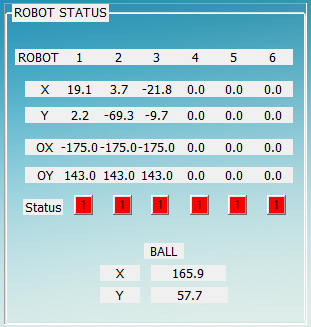 ROBOT STATUS
ROBOT 1 2 3 4 5 6
X 19.1 3.7 -21.8 0.0 0.0 0.0
Y 2.2 -69.3 -9.7 0.0 0.0 0.0
OX -175.0 -175.0 -175.0 0.0 0.0 0.0
OY 143.0 143.0 143.0 0.0 0.0 0.0
Status 1 1 1 1 1 1
BALL
X 165.9
Y 57.7